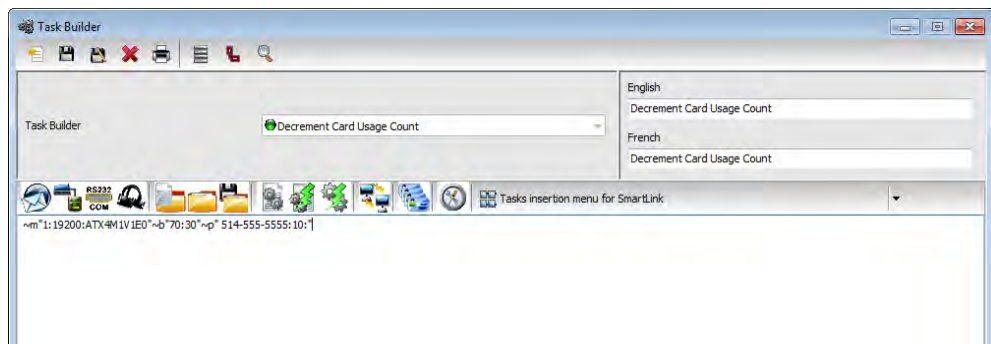 Task Builder
English
Decrement Card Usage Count
Task Builder
Decrement Card Usage Count
French
Decrement Card Usage Count
RS232
COM
Tasks insertion menu for SmartLink
~m"1:19200:ATX4M1V1E0"~b"70:30"~p" 514-555-5555:10:"